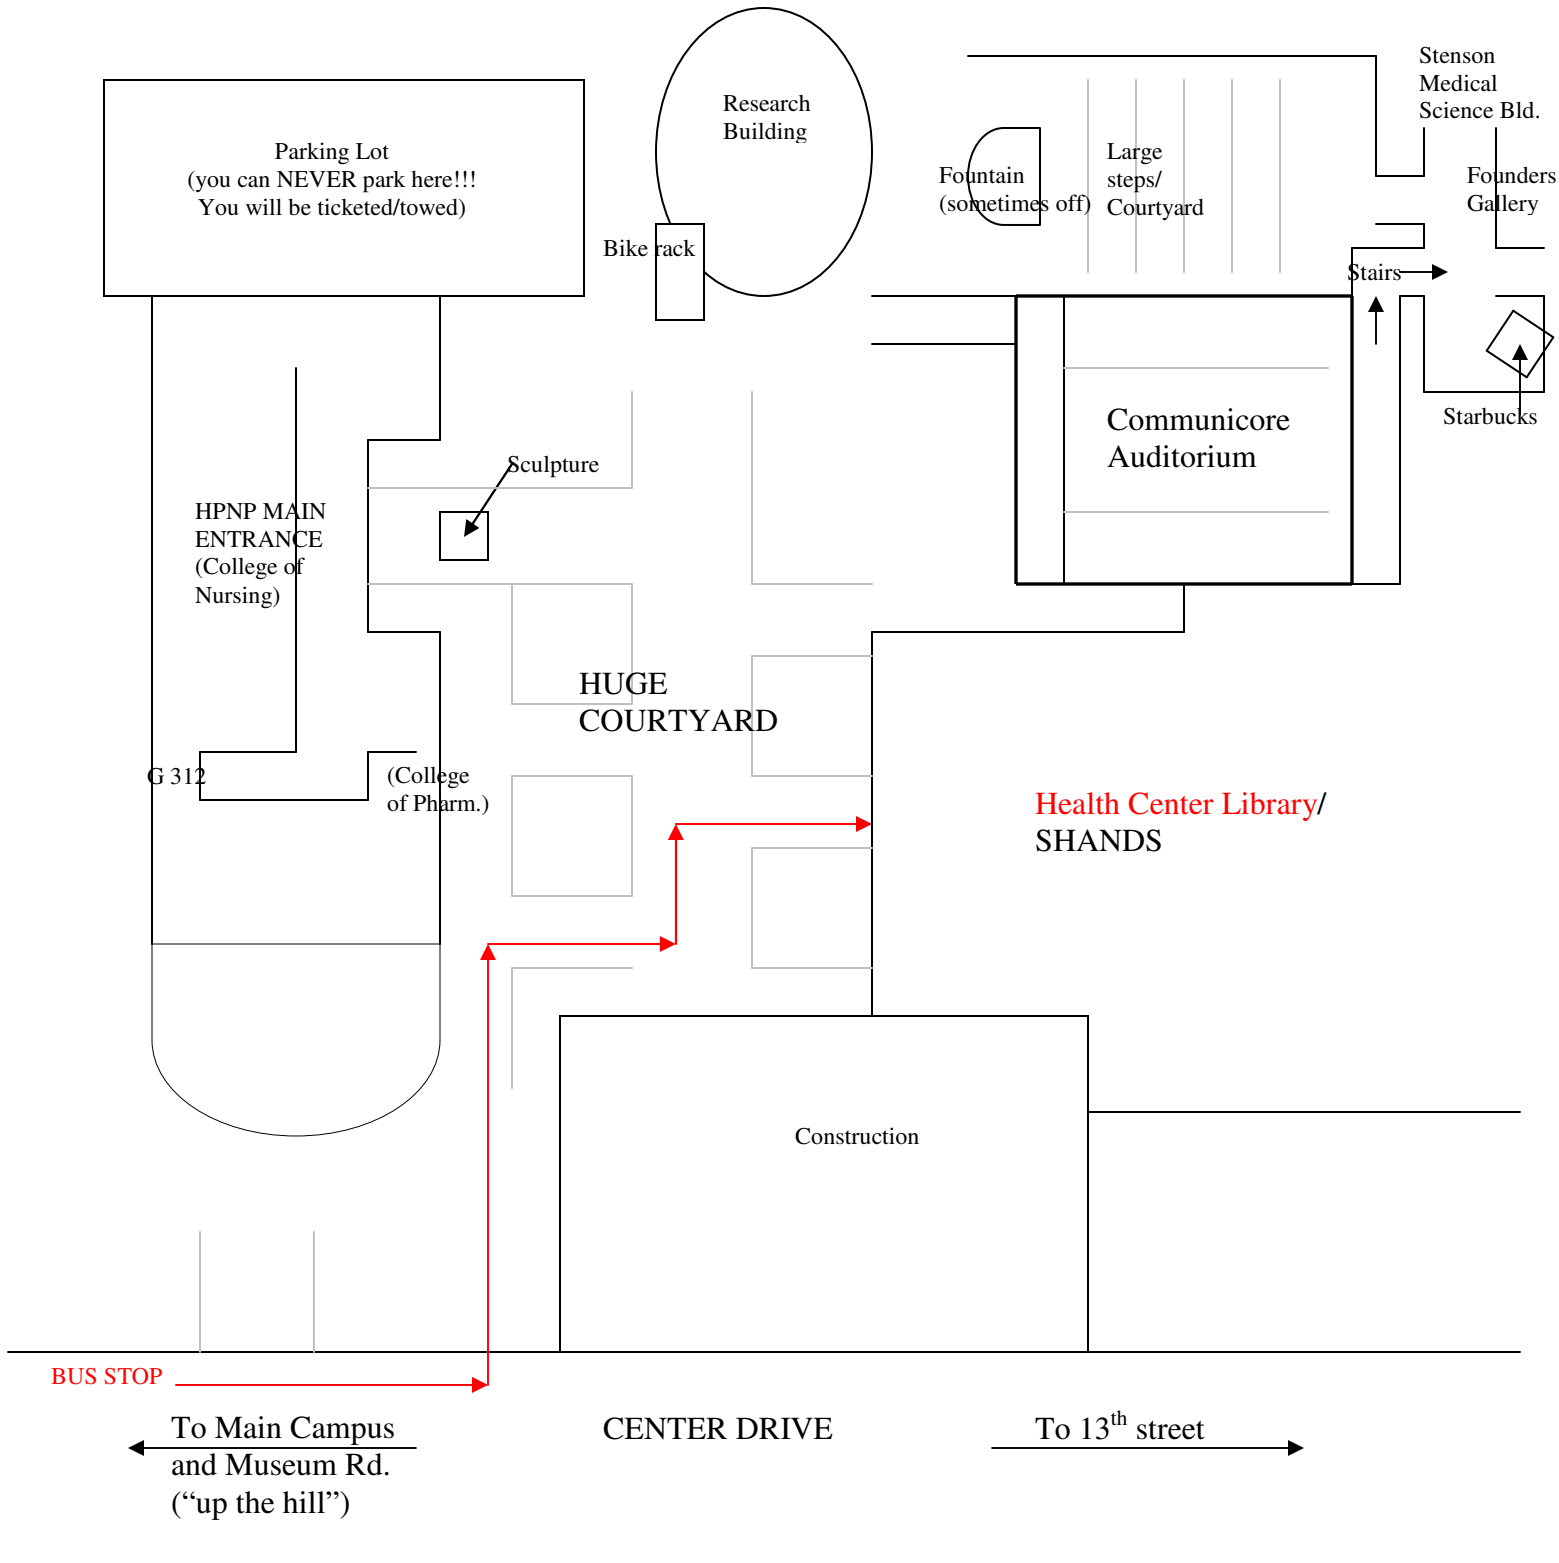 Stenson
Medical
Science Bld.
Research
Building
Parking Lot
(you can NEVER park here!!!
You will be ticketed/towed)
Large
steps/
Courtyard
Fountain
(sometimes off)
Founders
Gallery
Bike rack
Stairs
Communicore
Auditorium
Starbucks
Sculpture
HPNP MAIN
ENTRANCE
(College of
Nursing)
HUGE
COURTYARD
G 312
(College
of Pharm.)
Health Center Library/
SHANDS
Construction
BUS STOP
To Main Campus
and Museum Rd.
(“up the hill”)
CENTER DRIVE
To 13th street